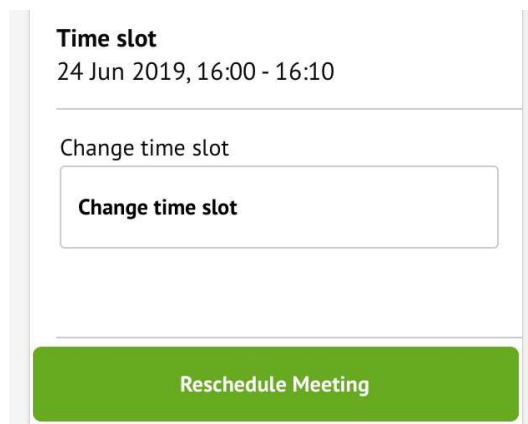 Time slot
24 Jun 2019, 16:00 - 16:10
Change time slot
Change time slot
Reschedule Meeting